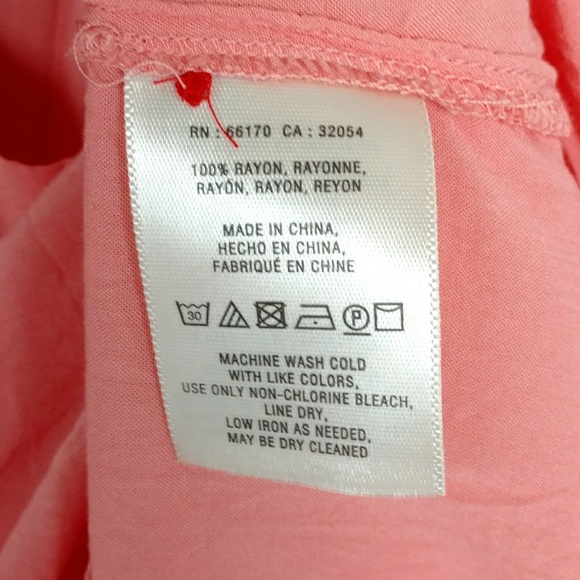 RN : 66170 CA : 32054
100% RAYON, RAYONNE,
RAYÓN, RAYON, REYON
MADE IN CHINA,
HECHO EN CHINA,
FABRIQUÉ EN CHINE
30 P
MACHINE WASH COLD
WITH LIKE COLORS,
USE ONLY NON-CHLORINE BLEACH,
LINE DRY,
LOW IRON AS NEEDED,
MAY BE DRY CLEANED